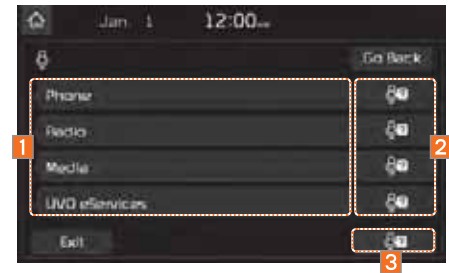 Jan. 1 12:00
Go Back
Phone
Radio
1
2
Media
UVO eServices
Exit
3